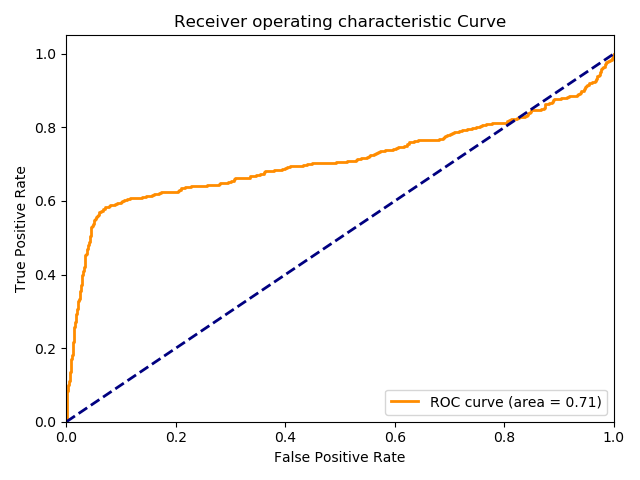 Receiver operating characteristic Curve
True Positive Rate
1.0
0.8
0.6
0.4
0.2
0.0
ROC curve (area = 0.71)
0.0 0.2 0.4 0.6 0.8 1.0
False Positive Rate